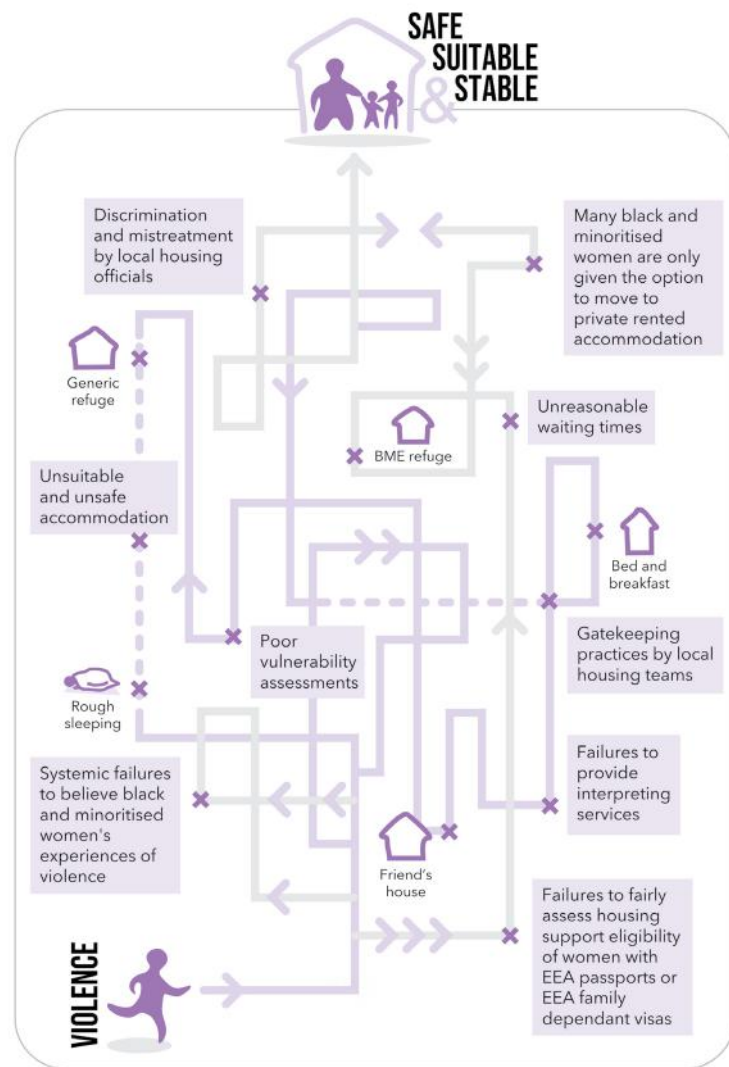 SAFE
SUITABLE
& STABLE
Discrimination
and mistreatment
by local housing
officials
Many black and
minoritised
women are only
given the option
to move to
private rented
accommodation
Generic
refuge
BME refuge
Unreasonable
waiting times
Unsuitable
and unsafe
accommodation
Bed and
breakfast
Poor
vulnerability
assessments
Gatekeeping
practices by local
housing teams
Rough
sleeping
Systemic failures
to believe black
and minoritised
women's
experiences of
violence
Failures to
provide
interpreting
services
Friend's
house
Failures to fairly
assess housing
support eligibility
of women with
EEA passports or
EEA family
dependant visas
VIOLENCE